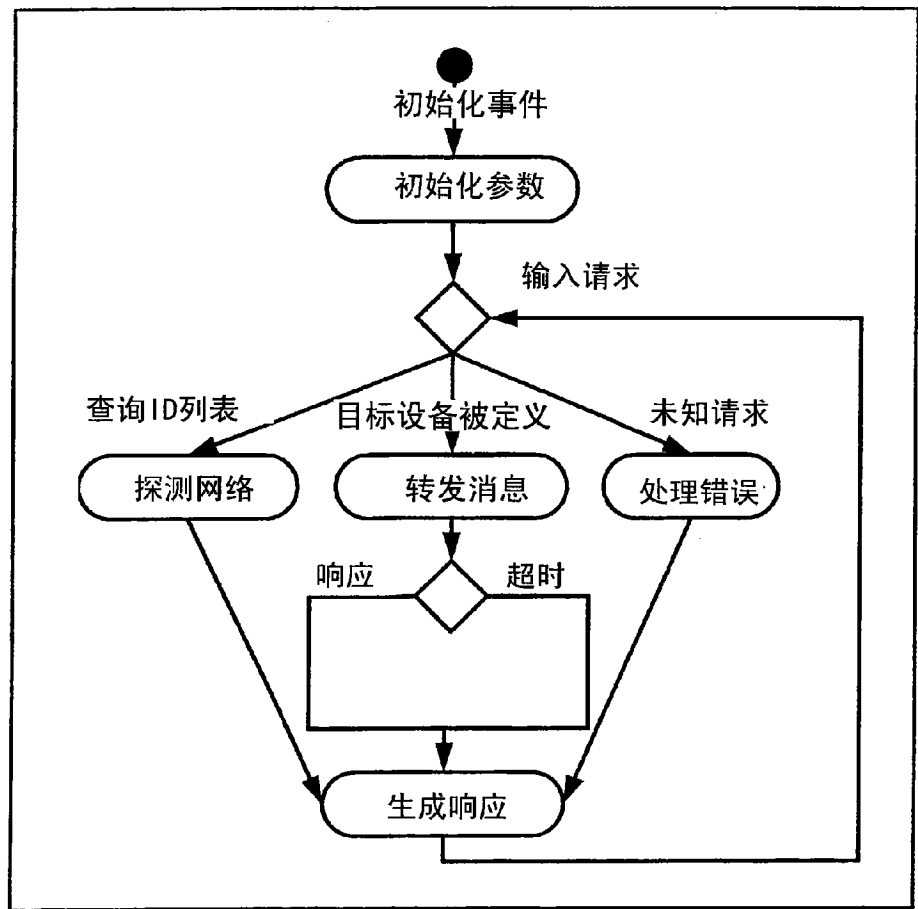 初始化事件
初始化参数
输入请求
查询ID列表
目标设备被定义
未知请求
探测网络
转发消息
处理错误
响应
超时
生成响应